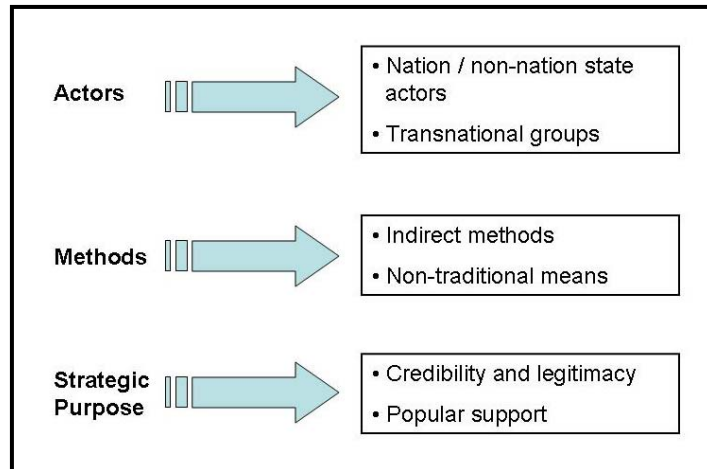 Actors
• Nation / non-nation state
actors
• Transnational groups
Methods
• Indirect methods
• Non-traditional means
Strategic
Purpose
• Credibility and legitimacy
• Popular support